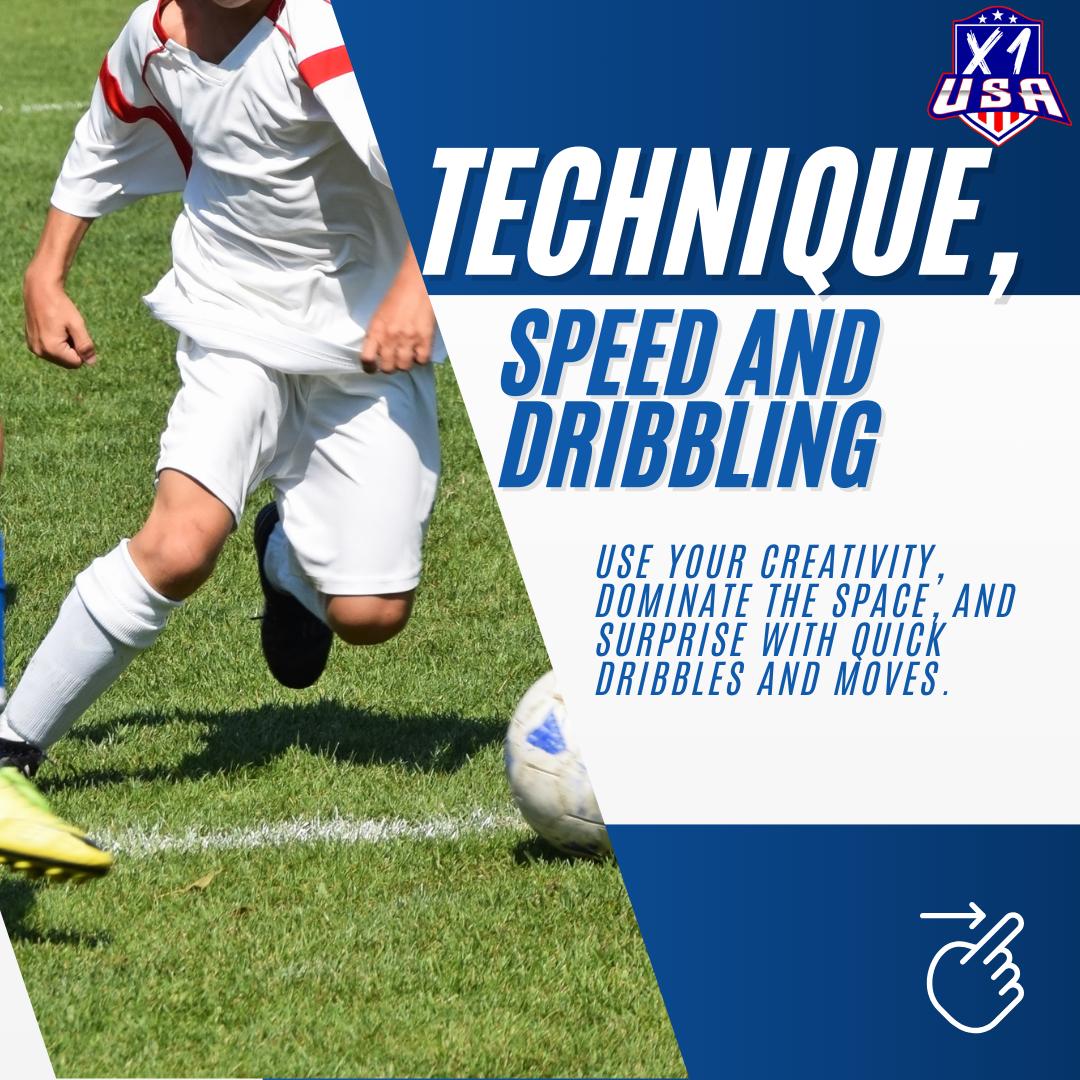 X1
USA
TECHNIQUE,
SPEED AND
DRIBBLING
USE YOUR CREATIVITY,
DOMINATE THE SPACE, AND
SURPRISE WITH QUICK
DRIBBLES AND MOVES.